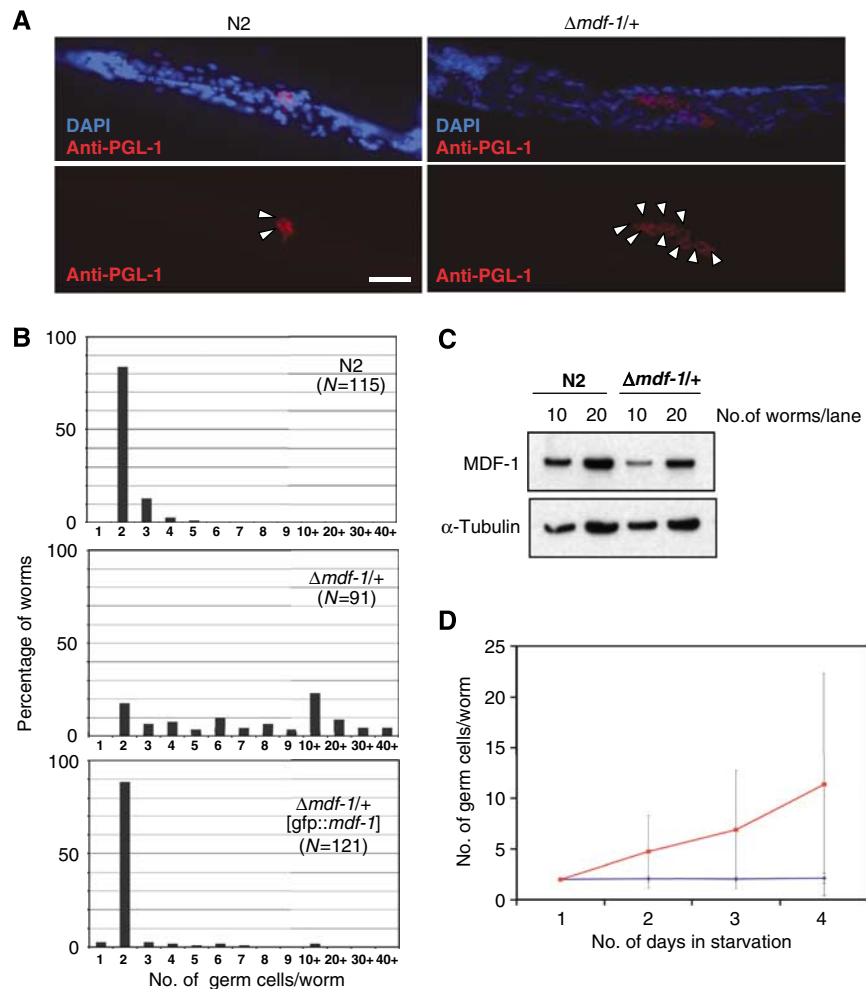 A
N2
Δmdf-1/+
DAPI
Anti-PGL-1
DAPI
Anti-PGL-1
Anti-PGL-1
Anti-PGL-1
B
Percentage of worms
100
50
0
N2
(N=115)
1 2 3 4 5 6 7 8 9 10+ 20+ 30+ 40+
100
50
0
Δmdf-1/+
(N=91)
1 2 3 4 5 6 7 8 9 10+ 20+ 30+ 40+
100
50
0
Δmdf-1/+
[gfp::mdf-1]
(N=121)
1 2 3 4 5 6 7 8 9 10+ 20+ 30+ 40+
No. of germ cells/worm
C
N2 Δmdf-1/+
10 20 10 20 No.of worms/lane
MDF-1
α-Tubulin
D
No. of germ cells/worm
25
20
15
10
5
0
1 2 3 4
No. of days in starvation